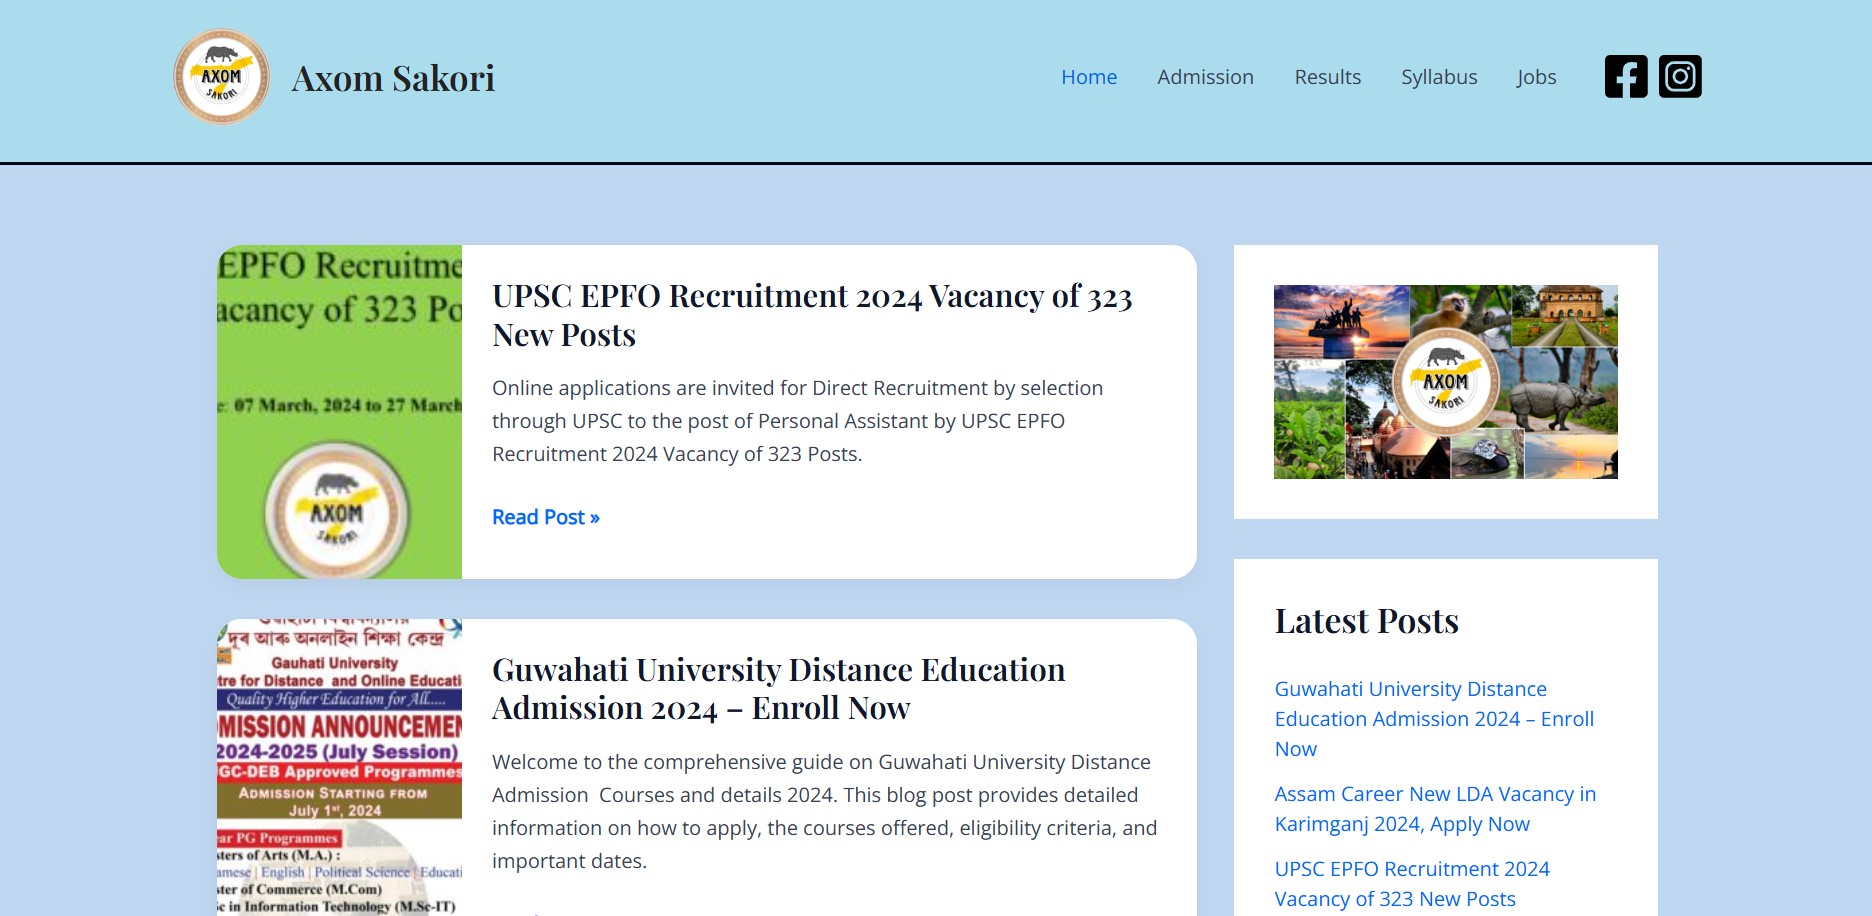 AXOM
SAKORI
Axom Sakori
Home
Admission
Results
Syllabus
Jobs
EPFO Recruitme
acancy of 323 Po
e: 07 March, 2024 to 27 March
AXOM
SAKORI
UPSC EPFO Recruitment 2024 Vacancy of 323
New Posts
Online applications are invited for Direct Recruitment by selection
through UPSC to the post of Personal Assistant by UPSC EPFO
Recruitment 2024 Vacancy of 323 Posts.
Read Post »
দূৰ আৰু অনলাইন শিক্ষা কেন্দ্ৰ
Gauhati University
tre for Distance and Online Educati
Quality Higher Education for All.....
MISSION ANNOUNCEMEN
2024-2025 (July Session)
GC-DEB Approved Programmes
ADMISSION STARTING FROM
July 1st, 2024
ar PG Programmes
sters of Arts (M.A.) :
amese | English | Political Science | Educati
ster of Commerce (M.Com)
c in Information Technology (M.Sc-IT)
Guwahati University Distance Education
Admission 2024 – Enroll Now
Welcome to the comprehensive guide on Guwahati University Distance
Admission  Courses and details 2024. This blog post provides detailed
information on how to apply, the courses offered, eligibility criteria, and
important dates.
AXOM
SAKORI
Latest Posts
Guwahati University Distance
Education Admission 2024 – Enroll
Now
Assam Career New LDA Vacancy in
Karimganj 2024, Apply Now
UPSC EPFO Recruitment 2024
Vacancy of 323 New Posts